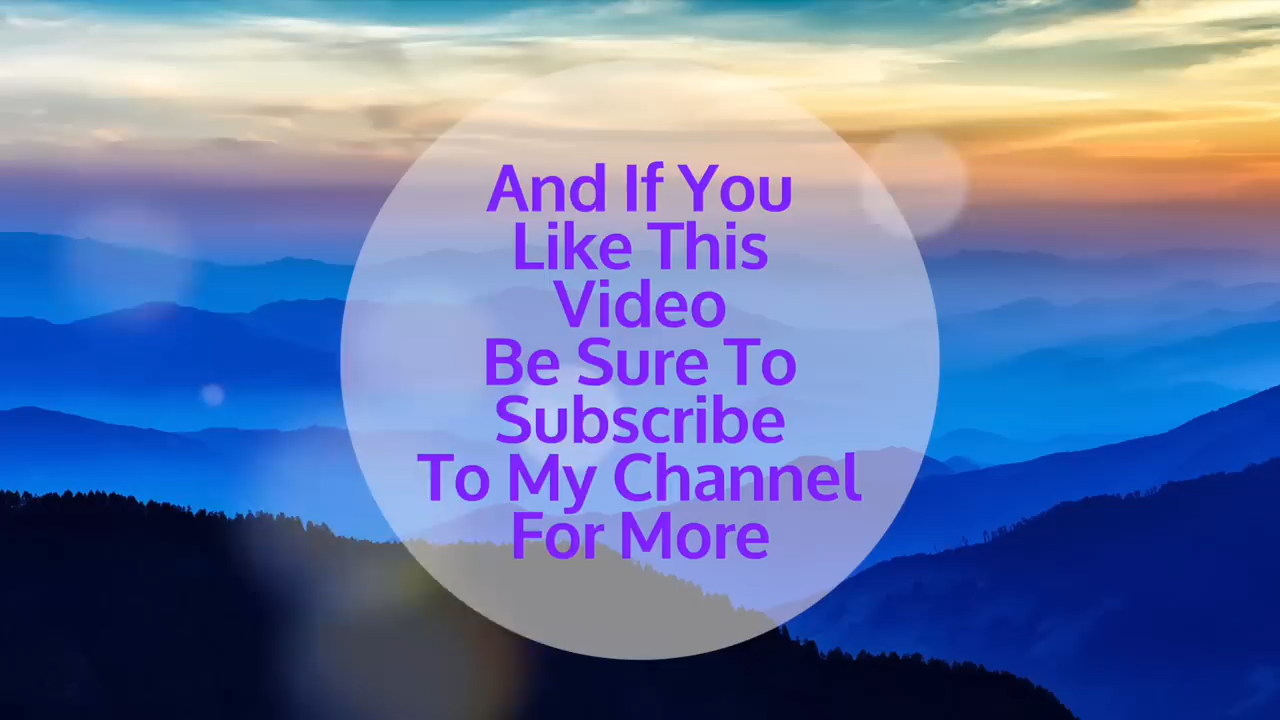 And If You
Like This
Video
Be Sure To
Subscribe
To My Channel
For More